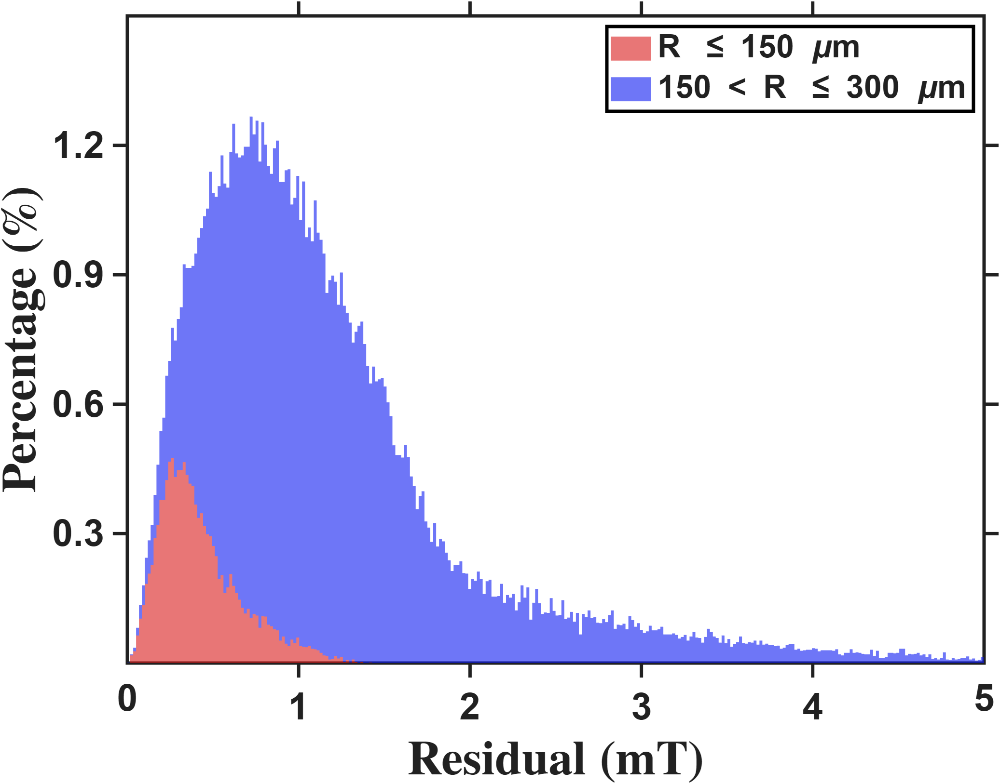 R ≤ 150 μm
150 < R ≤ 300 μm
1.2
0.9
0.6
0.3
Percentage (%)
0
1
2
3
4
5
Residual (mT)